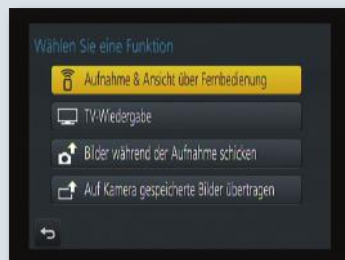 Wählen Sie eine Funktion
Aufnahme & Ansicht über Fernbedienung
TV-Wiedergabe
Bilder während der Aufnahme schicken
Auf Kamera gespeicherte Bilder übertragen